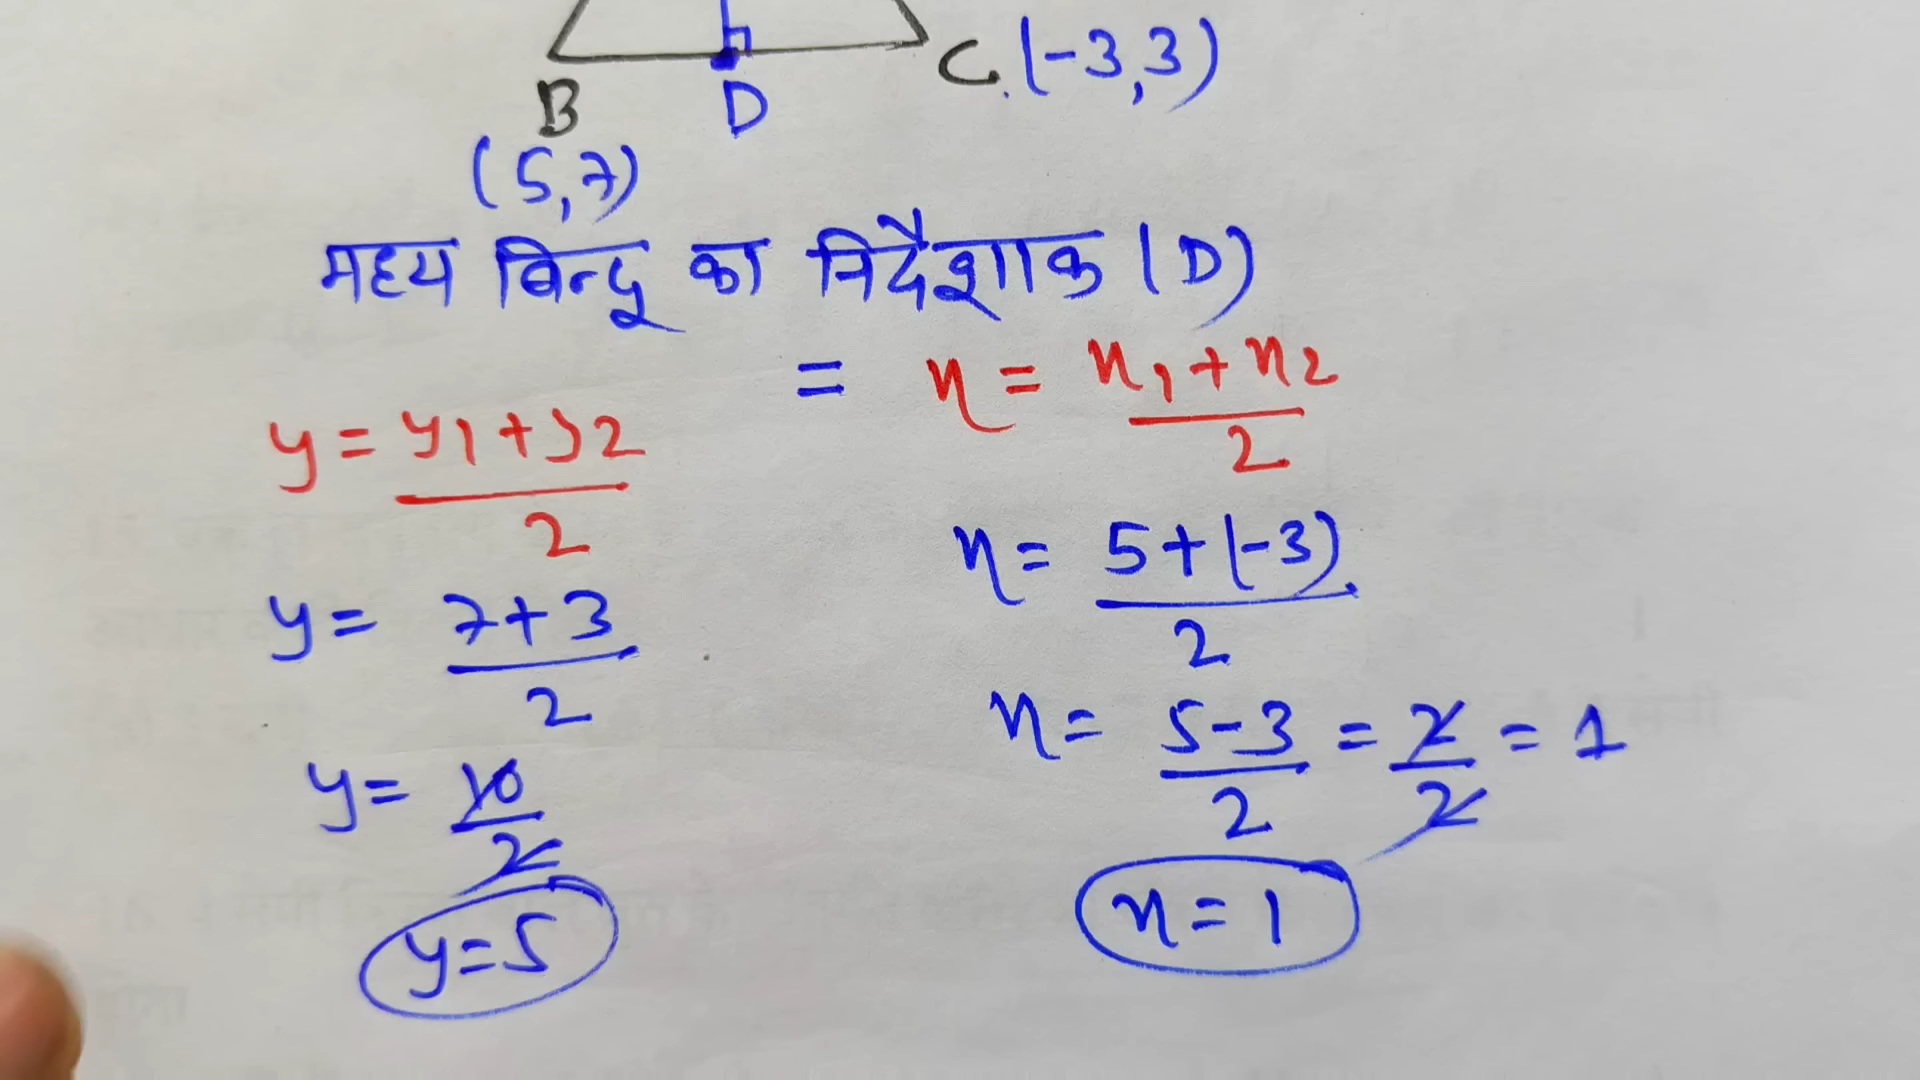 B D C. (-3,3)
(5,7)
मध्य बिन्दू का निर्देशाक (D)
= x = x₁+x₂/2
y = y₁+y₂/2
x = 5+(-3)/2
y = 7+3/2
x = 5-3/2 = 2/2 = 1
y = 10/2
x = 1
y = 5